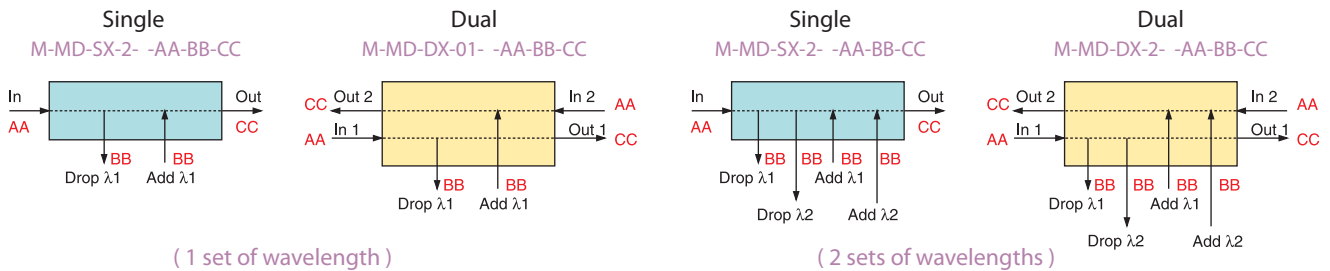 Single
M-MD-SX-2- -AA-BB-CC
In
AA
Out
CC
BB
BB
Drop λ1
Add λ1
Dual
M-MD-DX-01- -AA-BB-CC
CC
Out 2
In 2
AA
AA
In 1
Out 1
CC
BB
BB
Drop λ1
Add λ1
( 1 set of wavelength )
Single
M-MD-SX-2- -AA-BB-CC
In
AA
Out
CC
BB
BB
BB
BB
Drop λ1
Add λ1
Drop λ2
Add λ2
Dual
M-MD-DX-2- -AA-BB-CC
CC
Out 2
In 2
AA
AA
In 1
Out 1
CC
BB
BB
BB
BB
Drop λ1
Add λ1
Drop λ2
Add λ2
( 2 sets of wavelengths )